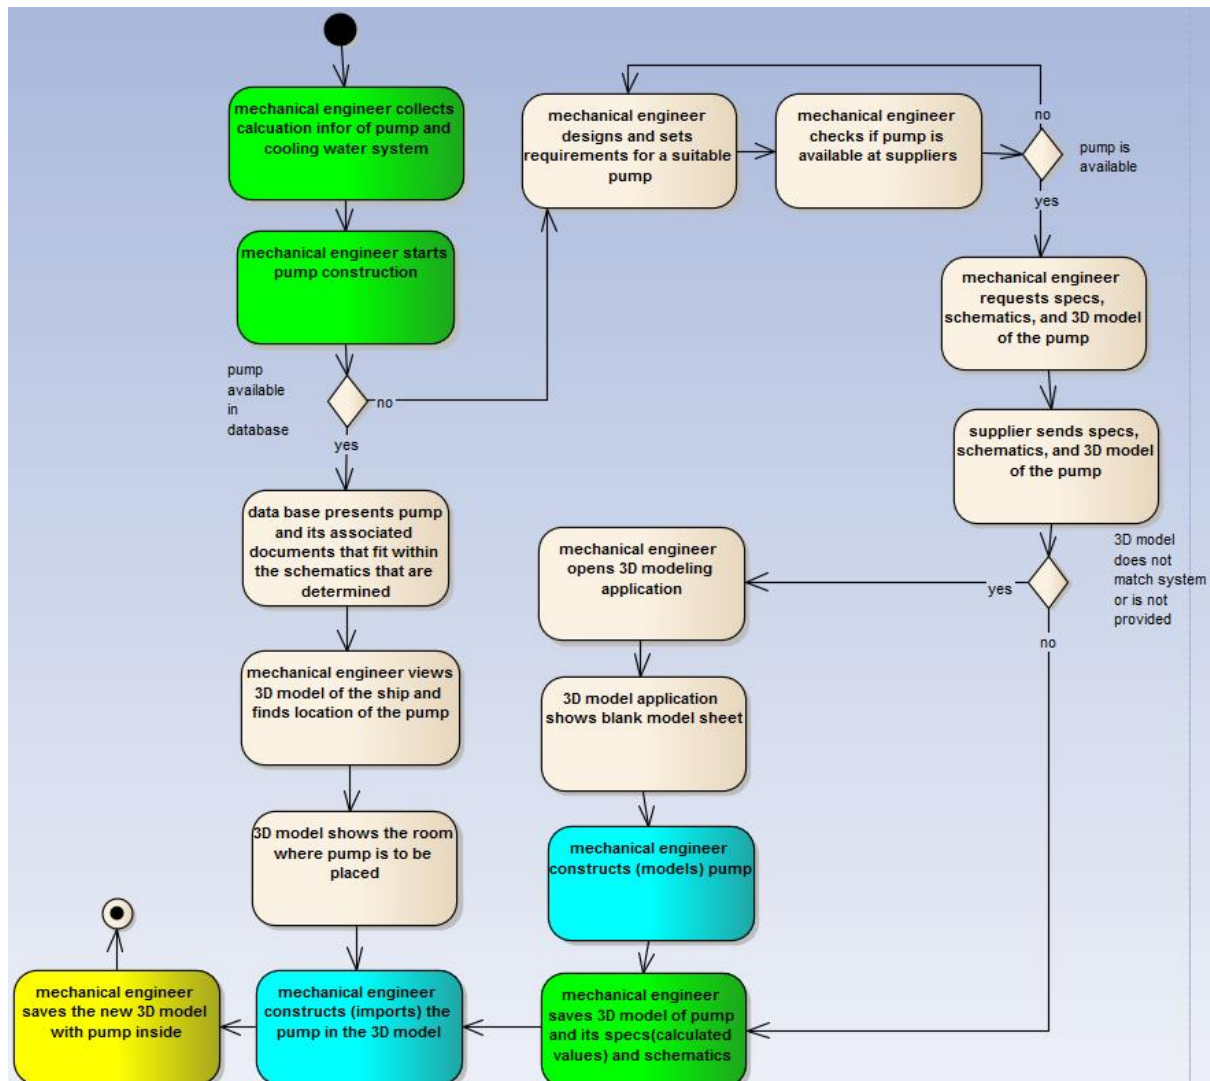 mechanical engineer collects
calcuation infor of pump and
cooling water system
mechanical engineer starts
pump construction
pump
available
in
database
no
yes
data base presents pump
and its associated
documents that fit within
the schematics that are
determined
mechanical engineer views
3D model of the ship and
finds location of the pump
3D model shows the room
where pump is to be
placed
mechanical engineer
designs and sets
requirements for a suitable
pump
mechanical engineer
checks if pump is
available at suppliers
no
pump is
available
yes
mechanical engineer
requests specs,
schematics, and 3D model
of the pump
supplier sends specs,
schematics, and 3D model
of the pump
3D model
does not
match system
or is not
provided
yes
no
mechanical engineer
opens 3D modeling
application
3D model application
shows blank model sheet
mechanical engineer
constructs (models) pump
mechanical engineer
saves 3D model of pump
and its specs(calculated
values) and schematics
mechanical engineer
constructs (imports) the
pump in the 3D model
mechanical engineer
saves the new 3D model
with pump inside